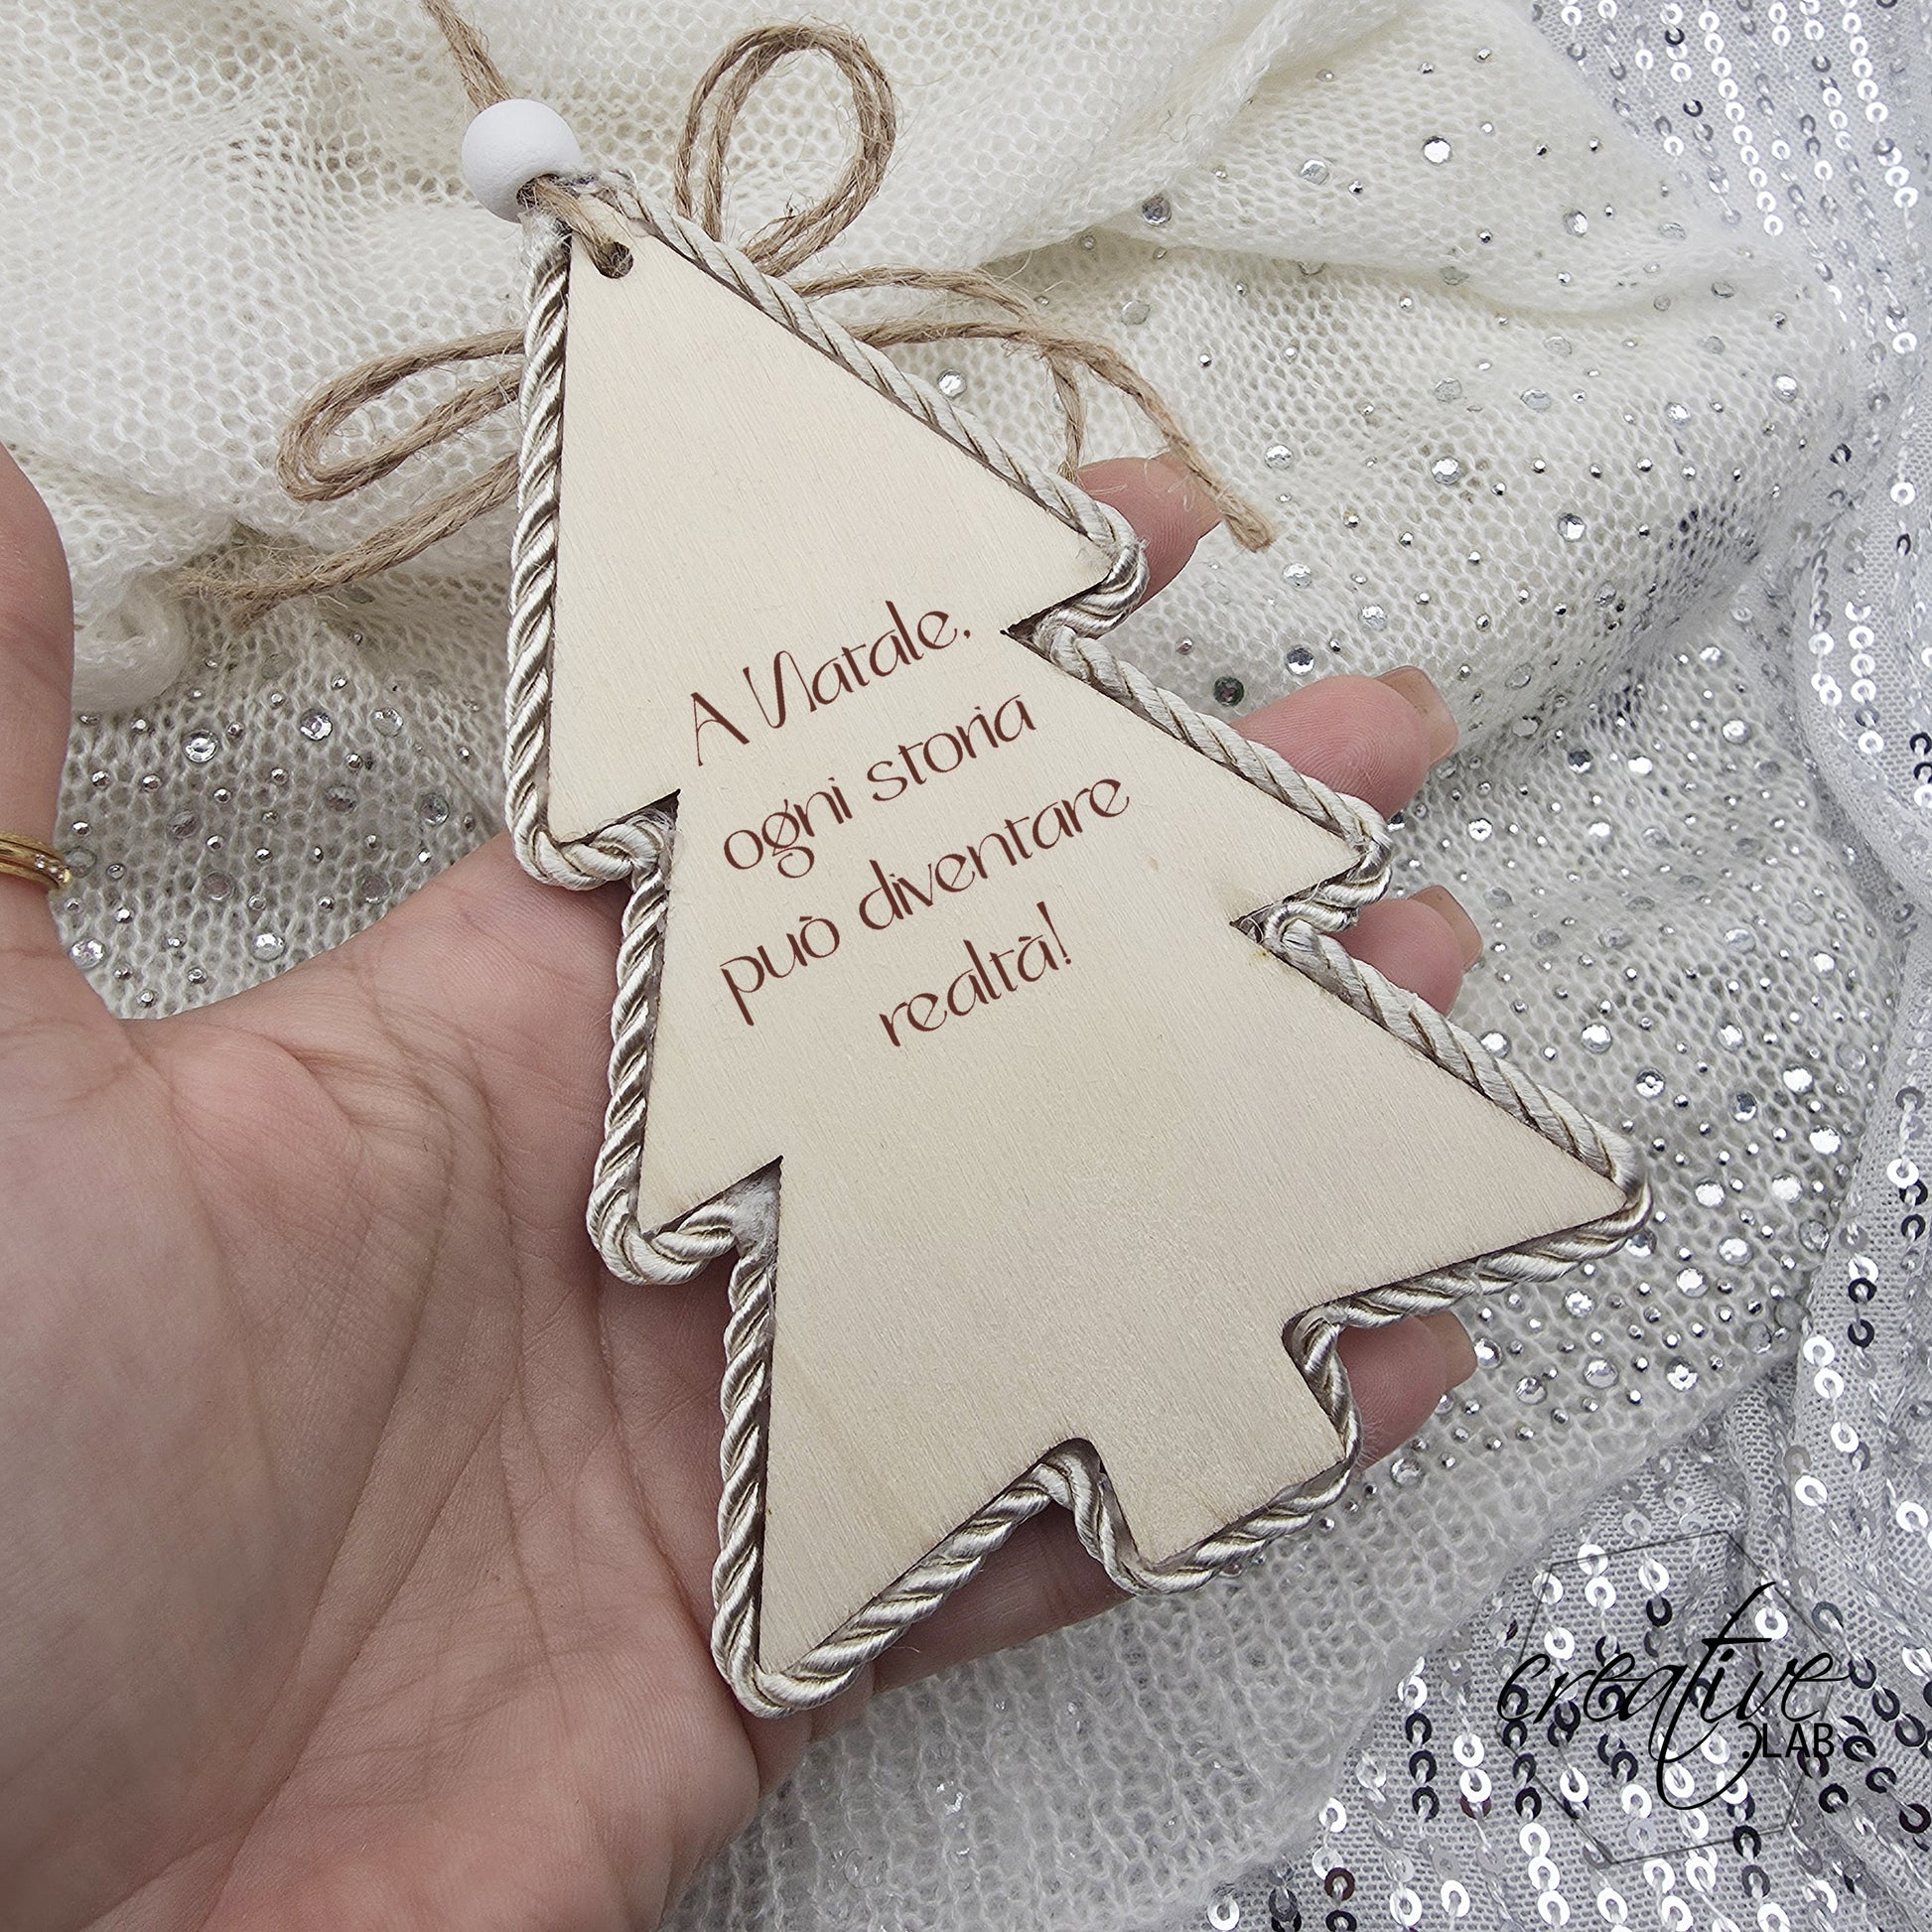 A Natale,
ogni storia
può diventare
realtà!
creative
LAB